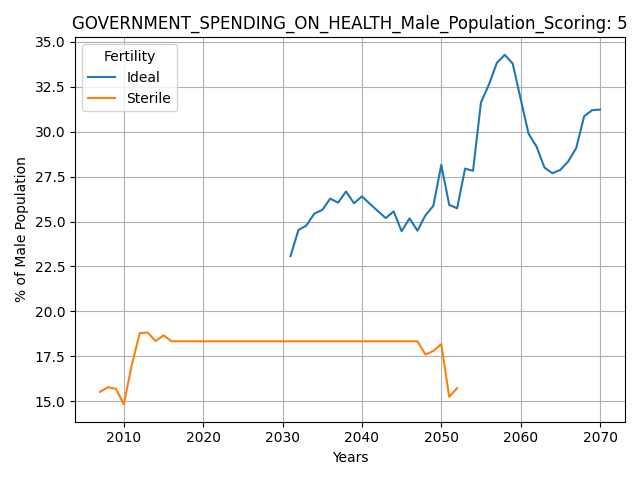 GOVERNMENT_SPENDING_ON_HEALTH_Male_Population_Scoring: 5
35.0
32.5
30.0
27.5
25.0
22.5
20.0
17.5
15.0
% of Male Population
Fertility
Ideal
Sterile
2010 2020 2030 2040 2050 2060 2070
Years